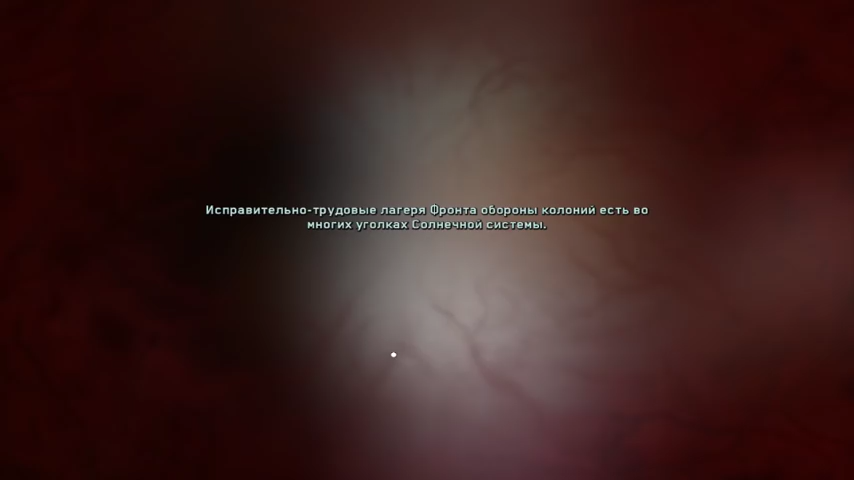 Исправительно-трудовые лагеря Фронта обороны колоний есть во
многих уголках Солнечной системы.